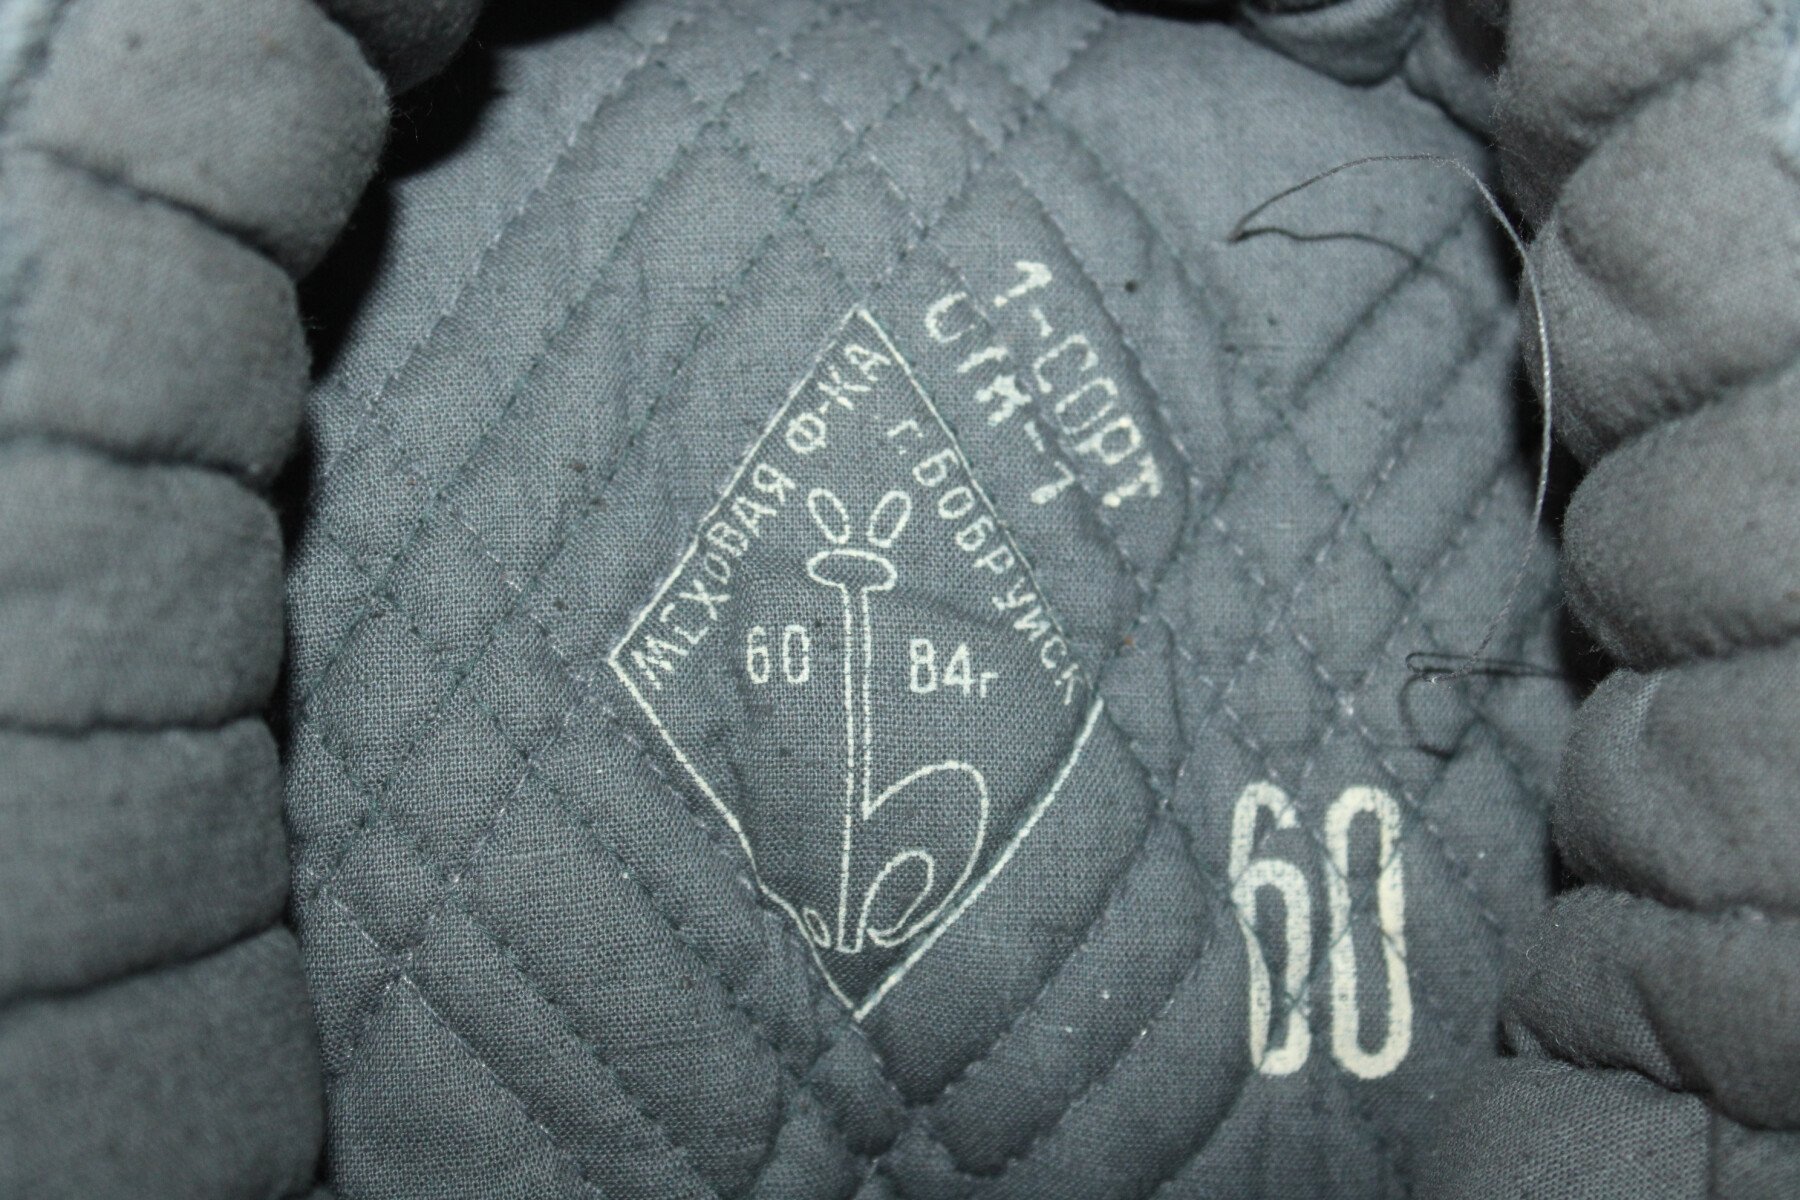 1-СОРТ
МЕХОВАЯ Ф-КА
г. БОБРУЙСК
60 84г
60